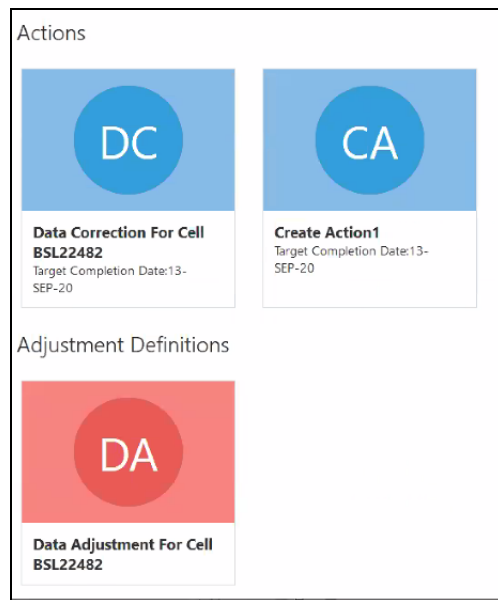 Actions
DC
CA
Data Correction For Cell
BSL22482
Target Completion Date:13-
SEP-20
Create Action1
Target Completion Date:13-
SEP-20
Adjustment Definitions
DA
Data Adjustment For Cell
BSL22482